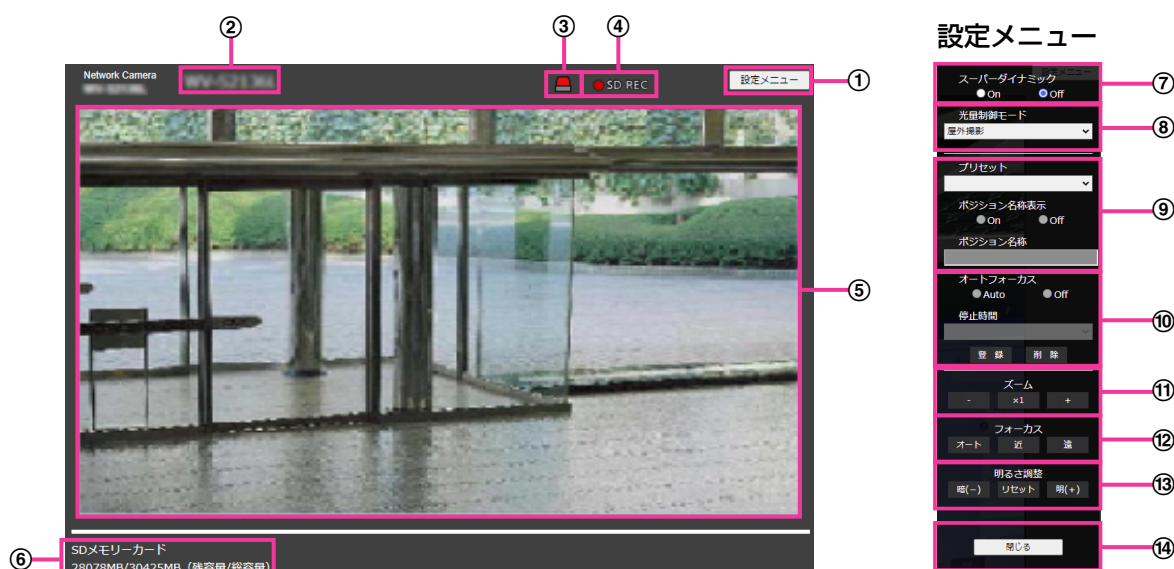 ② ③ ④
設定メニュー
Network Camera
SD REC
設定メニュー
①
⑤
⑥
SDメモリーカード
28078MB/30425MB (残容量/総容量)
スーパーダイナミック
On Off
⑦
光量制御モード
屋外撮影
⑧
プリセット
ポジション名称表示
On Off
ポジション名称
⑨
オートフォーカス
Auto Off
停止時間
登 録 削 除
⑩
ズーム
- ×1 +
⑪
フォーカス
オート 近 遠
⑫
明るさ調整
暗(-) リセット 明(+)
⑬
閉じる
⑭